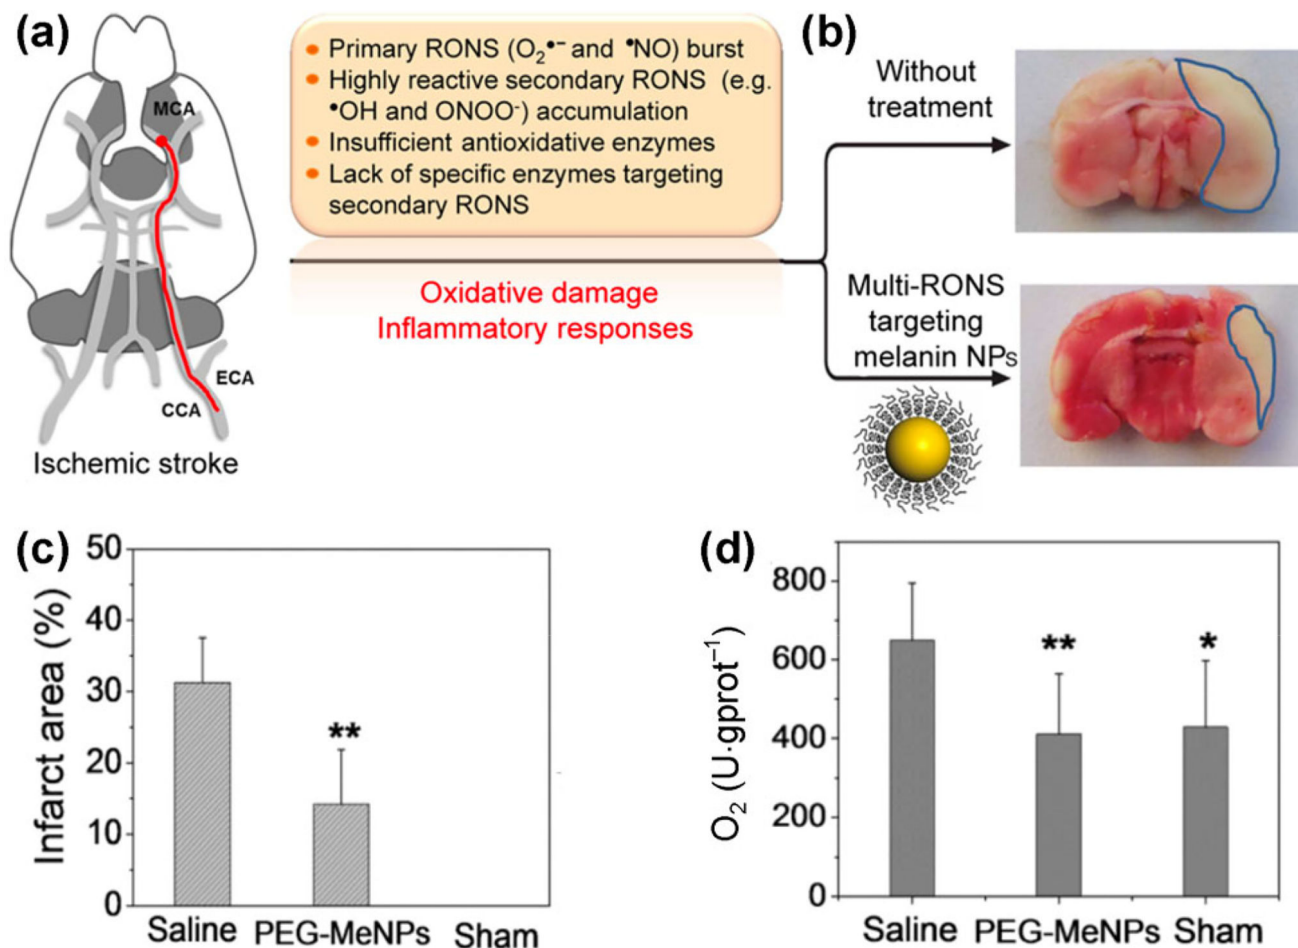 (a)
MCA
ECA
CCA
Ischemic stroke
Primary RONS (O₂•⁻ and •NO) burst
Highly reactive secondary RONS (e.g.
•OH and ONOO⁻) accumulation
Insufficient antioxidative enzymes
Lack of specific enzymes targeting
secondary RONS
Oxidative damage
Inflammatory responses
(b)
Without
treatment
Multi-RONS
targeting
melanin NPs
(c)
Infarct area (%)
50
40
30
20
10
0
**
Saline PEG-MeNPs Sham
(d)
O₂ (U·gprot⁻¹)
800
600
400
200
0
**
*
Saline PEG-MeNPs Sham